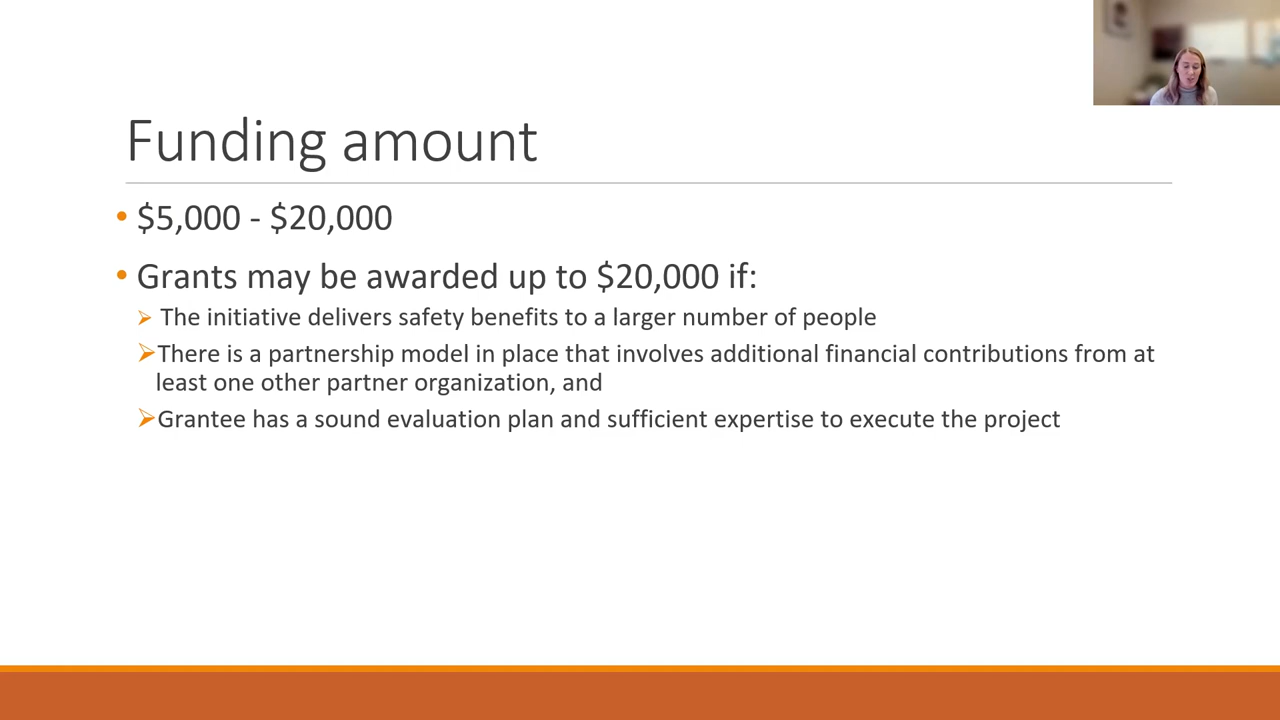 Funding amount
• $5,000 - $20,000
• Grants may be awarded up to $20,000 if:
➢ The initiative delivers safety benefits to a larger number of people
➢There is a partnership model in place that involves additional financial contributions from at
least one other partner organization, and
➢Grantee has a sound evaluation plan and sufficient expertise to execute the project